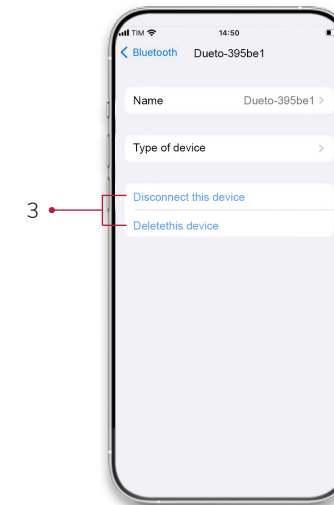 TIM 14:50
Bluetooth Dueto-395be1
Name Dueto-395be1
Type of device
3
Disconnect this device
Deletethis device